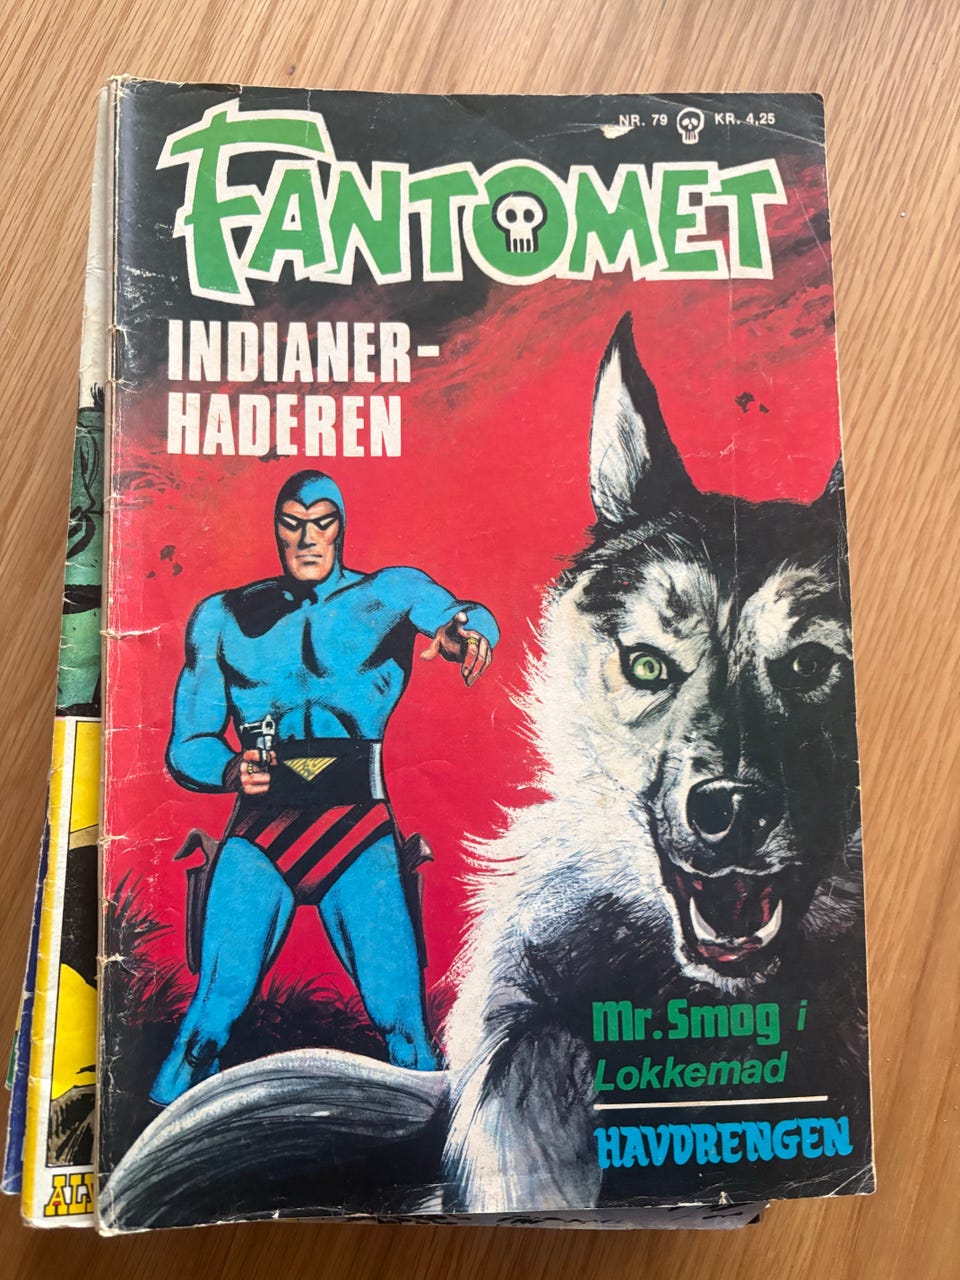 NR. 79 KR. 4,25
FANTOMET
INDIANER-
HADEREN
Mr. Smog i
Lokkemad
HAVDRENGEN